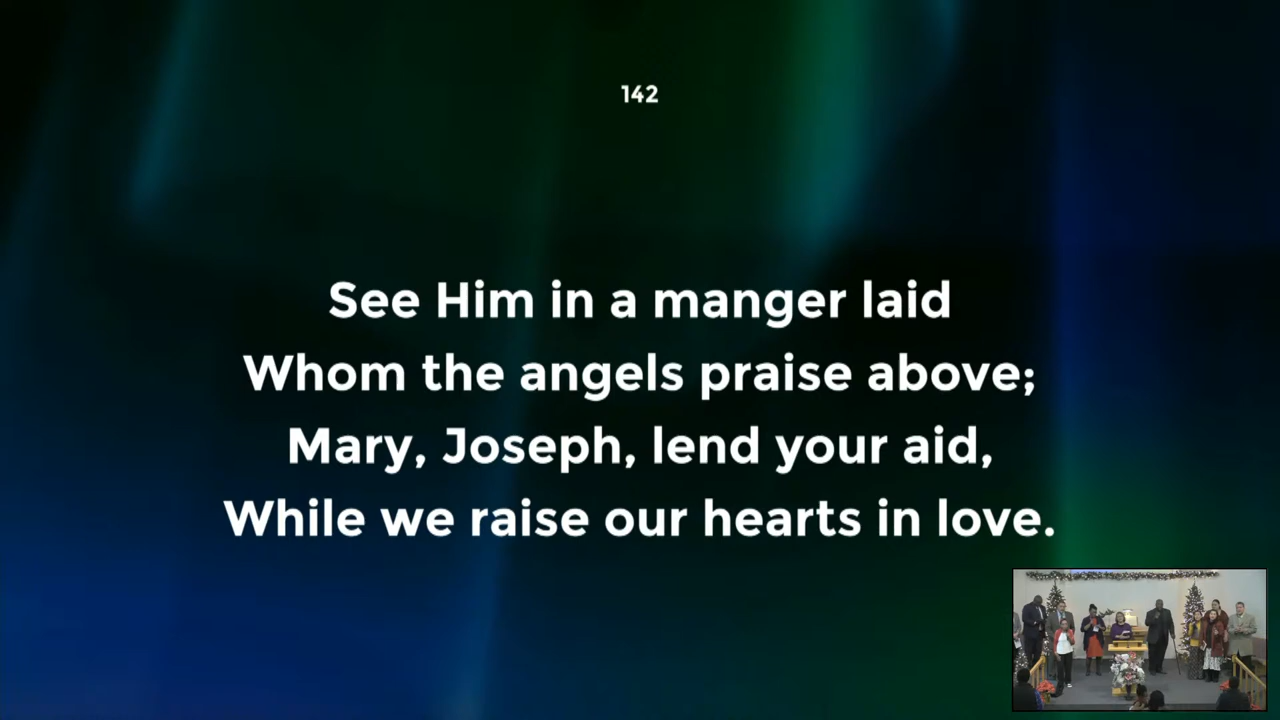 142
See Him in a manger laid
Whom the angels praise above;
Mary, Joseph, lend your aid,
While we raise our hearts in love.